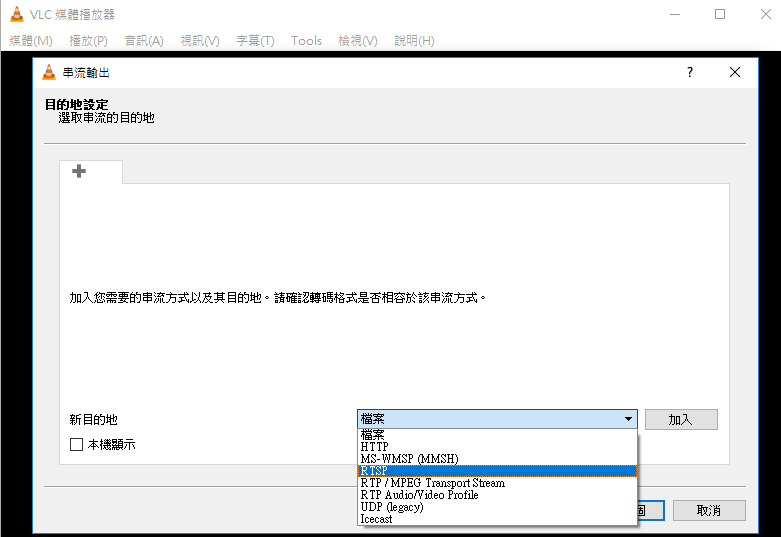 VLC 媒體播放器
媒體(M) 播放(P) 音訊(A) 視訊(V) 字幕(T) Tools 檢視(V) 說明(H)
串流輸出
?
目的地設定
選取串流的目的地
加入您需要的串流方式以及其目的地。請確認轉碼格式是否相容於該串流方式。
新目的地 檔案 加入
檔案
本機顯示
HTTP
MS-WMSP (MMSH)
RTSP
RTP / MPEG Transport Stream
RTP Audio/Video Profile
UDP (legacy)
Icecast
個 取消